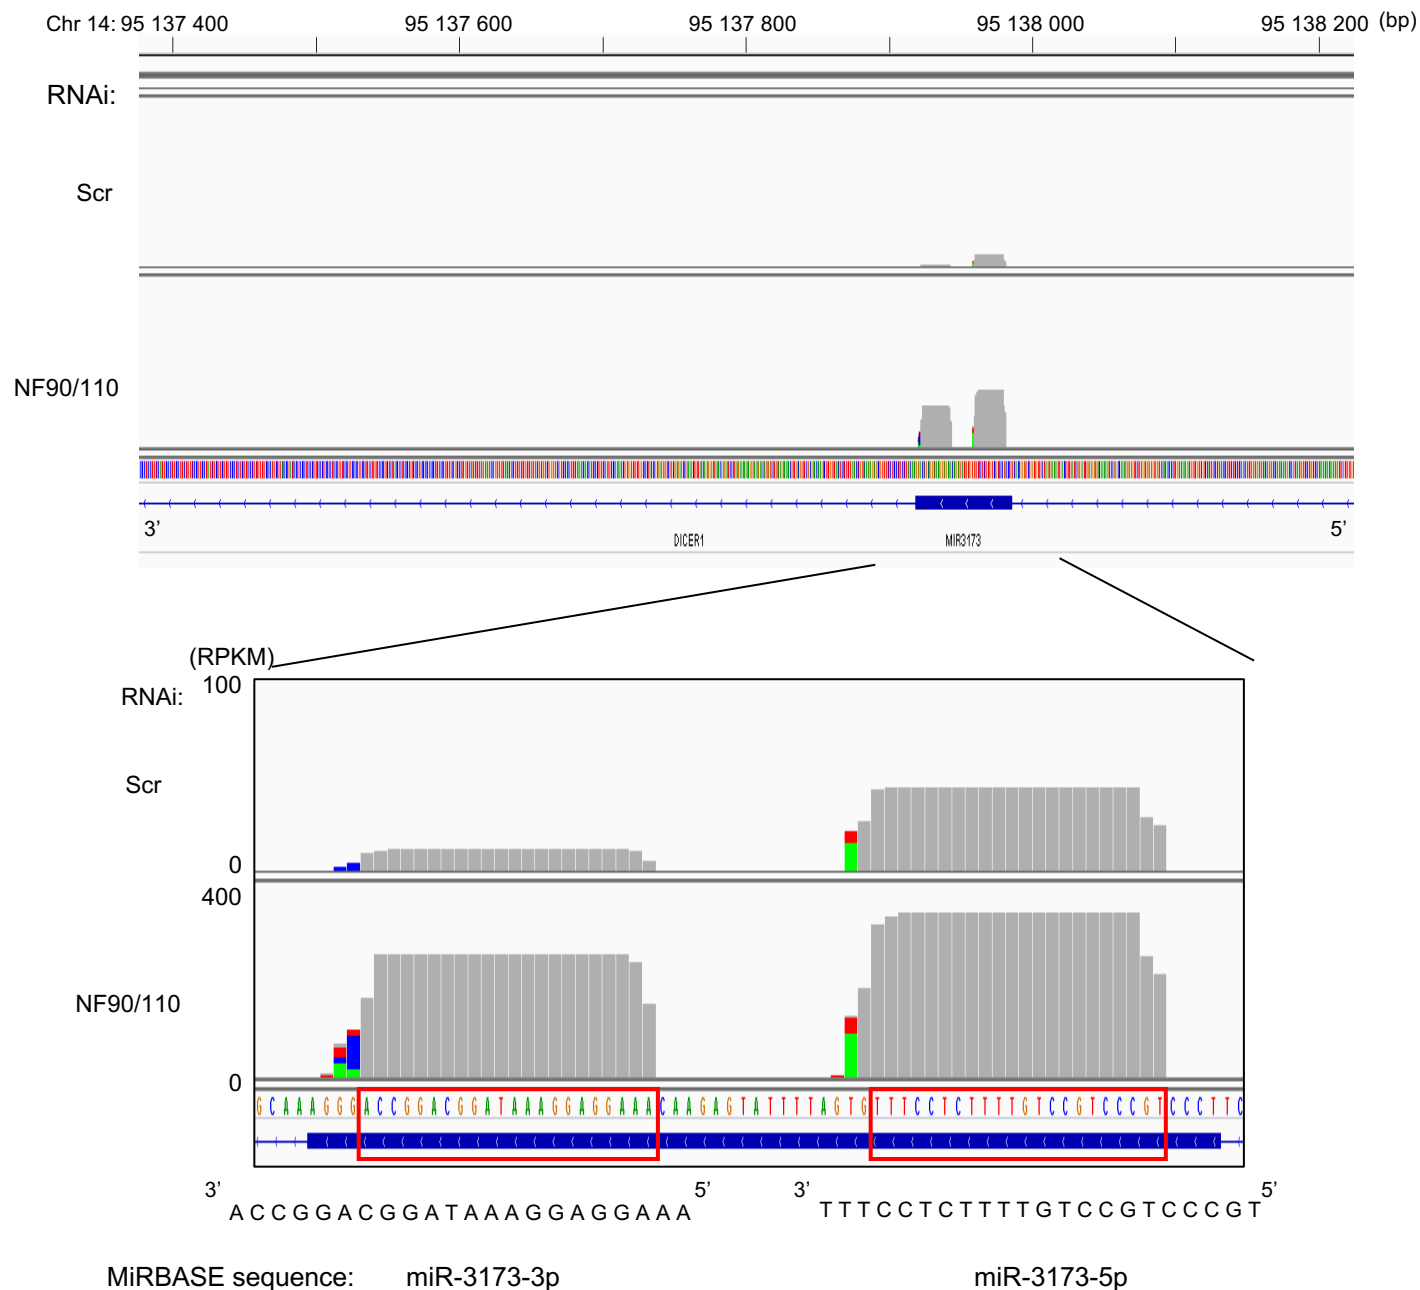 Chr 14: 95 137 400 95 137 600 95 137 800 95 138 000 95 138 200 (bp)
RNAi:
Scr
NF90/110
3’ 5’
DICER1 MIR3173
(RPKM)
100
RNAi:
Scr
0
400
NF90/110
0
G C A A A G G G A C C G G A C G G A T A A A G G A G G A A A C A A G A G T A T T T T A G T G T T T C C T C T T T T G T C C G T C C C G T C C C T T C
3’ 5’ 3’ 5’
A C C G G A C G G A T A A A G G A G G A A A T T T C C T C T T T T G T C C G T C C C G T
MiRBASE sequence: miR-3173-3p miR-3173-5p